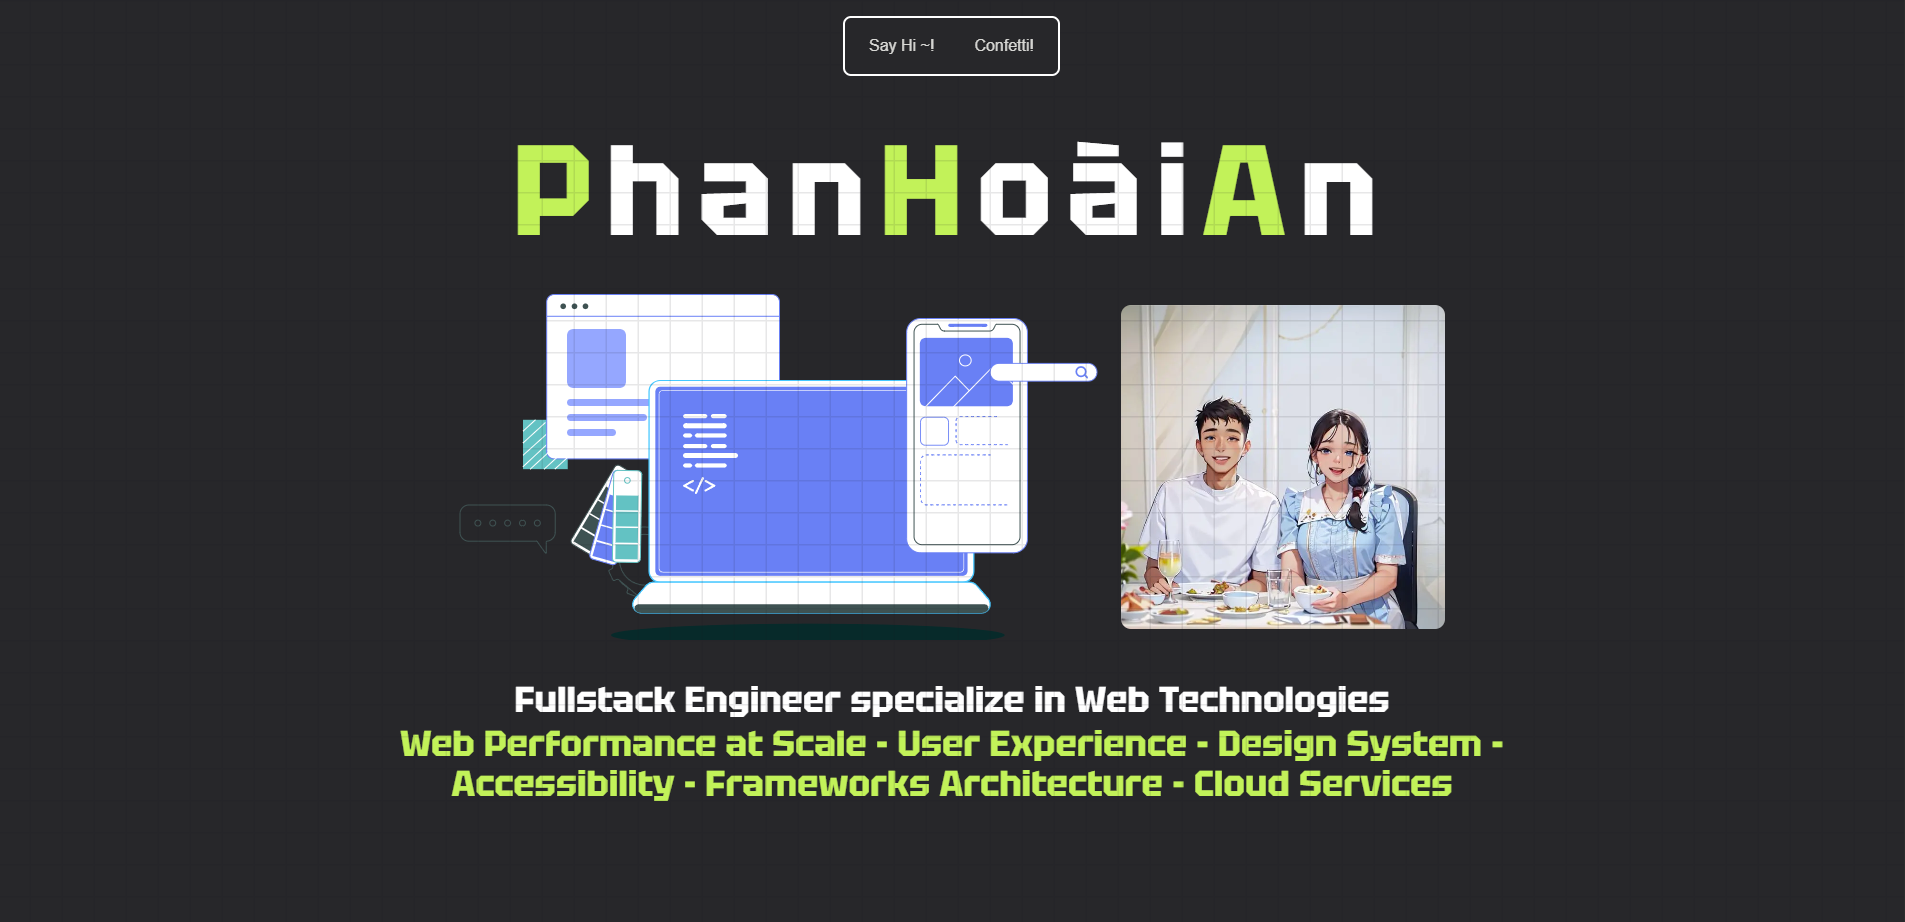 Say Hi ~! Confetti!
PhanHoàiAn
</>
Fullstack Engineer specialize in Web Technologies
Web Performance at Scale - User Experience - Design System -
Accessibility - Frameworks Architecture - Cloud Services